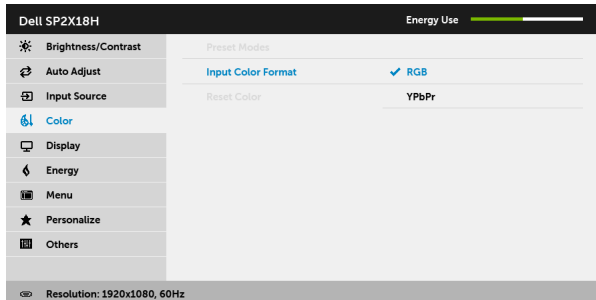 Dell SP2X18H Energy Use
Brightness/Contrast Preset Modes
Auto Adjust Input Color Format RGB
Input Source Reset Color YPbPr
Color
Display
Energy
Menu
Personalize
Others
Resolution: 1920x1080, 60Hz